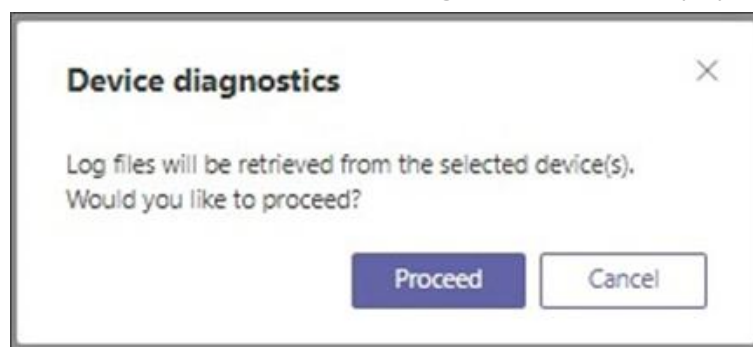 Device diagnostics
Log files will be retrieved from the selected device(s).
Would you like to proceed?
Proceed
Cancel